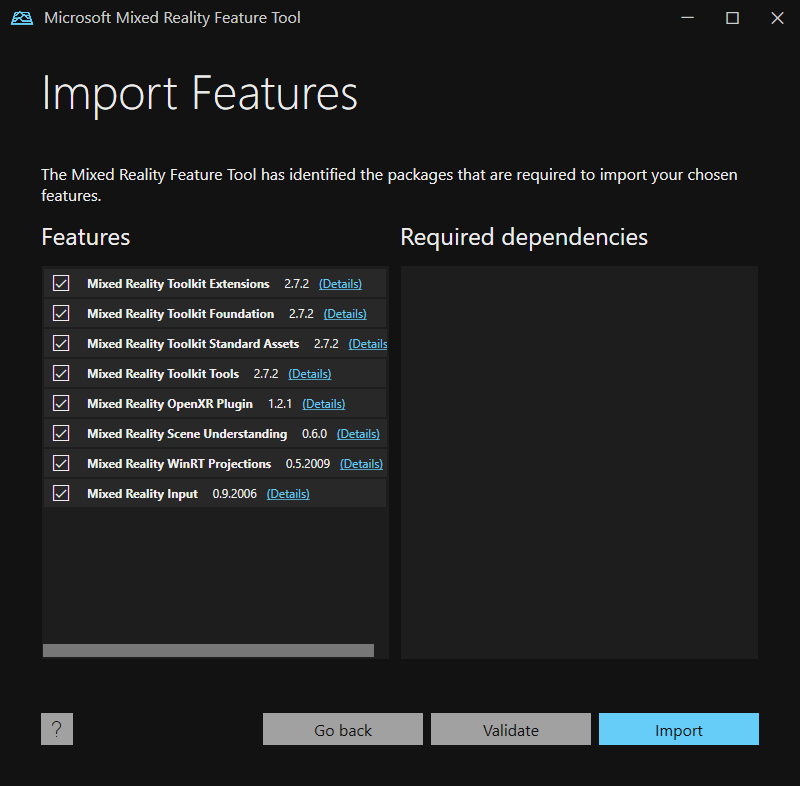 Microsoft Mixed Reality Feature Tool
Import Features
The Mixed Reality Feature Tool has identified the packages that are required to import your chosen
features.
Features
Mixed Reality Toolkit Extensions 2.7.2 (Details)
Mixed Reality Toolkit Foundation 2.7.2 (Details)
Mixed Reality Toolkit Standard Assets 2.7.2 (Details
Mixed Reality Toolkit Tools 2.7.2 (Details)
Mixed Reality OpenXR Plugin 1.2.1 (Details)
Mixed Reality Scene Understanding 0.6.0 (Details)
Mixed Reality WinRT Projections 0.5.2009 (Details)
Mixed Reality Input 0.9.2006 (Details)
Required dependencies
? Go back Validate Import